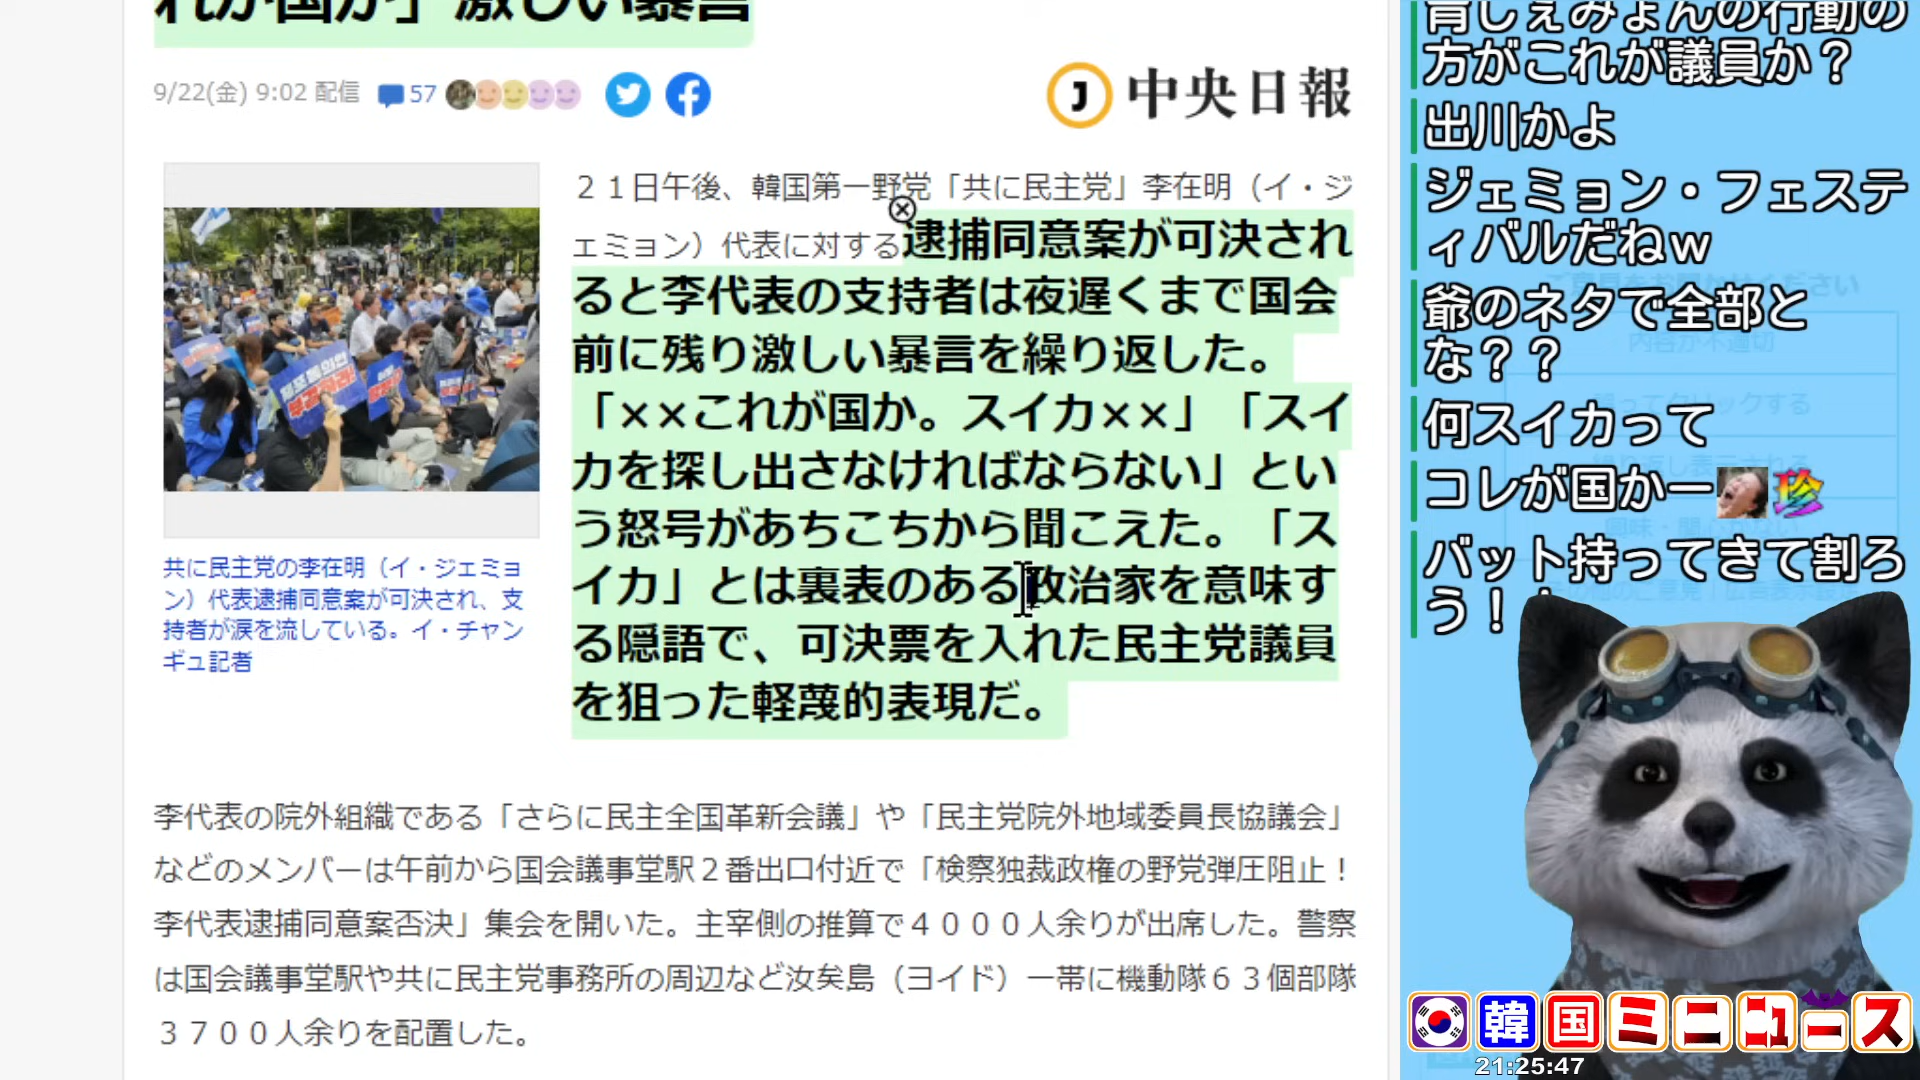 れが国か」激しい暴言
9/22(金) 9:02 配信
57
J 中央日報
２１日午後、韓国第一野党「共に民主党」李在明（イ・ジ
ェミョン）代表に対する逮捕同意案が可決され
ると李代表の支持者は夜遅くまで国会
前に残り激しい暴言を繰り返した。
「××これが国か。スイカ××」「スイ
カを探し出さなければならない」とい
う怒号があちこちから聞こえた。「ス
イカ」とは裏表のある政治家を意味す
る隠語で、可決票を入れた民主党議員
を狙った軽蔑的表現だ。
共に民主党の李在明（イ・ジェミョ
ン）代表逮捕同意案が可決され、支
持者が涙を流している。イ・チャン
ギュ記者
李代表の院外組織である「さらに民主全国革新会議」や「民主党院外地域委員長協議会」
などのメンバーは午前から国会議事堂駅２番出口付近で「検察独裁政権の野党弾圧阻止！
李代表逮捕同意案否決」集会を開いた。主宰側の推算で４０００人余りが出席した。警察
は国会議事堂駅や共に民主党事務所の周辺など汝矣島（ヨイド）一帯に機動隊６３個部隊
３７００人余りを配置した。
青しぇみょんの行動の
方がこれが議員か？
出川かよ
ジェミョン・フェステ
ィバルだねw
爺のネタで全部と
な？？
何スイカって
コレが国かー
珍
バット持ってきて割ろ
う！
韓国ミニニュース
21:25:47